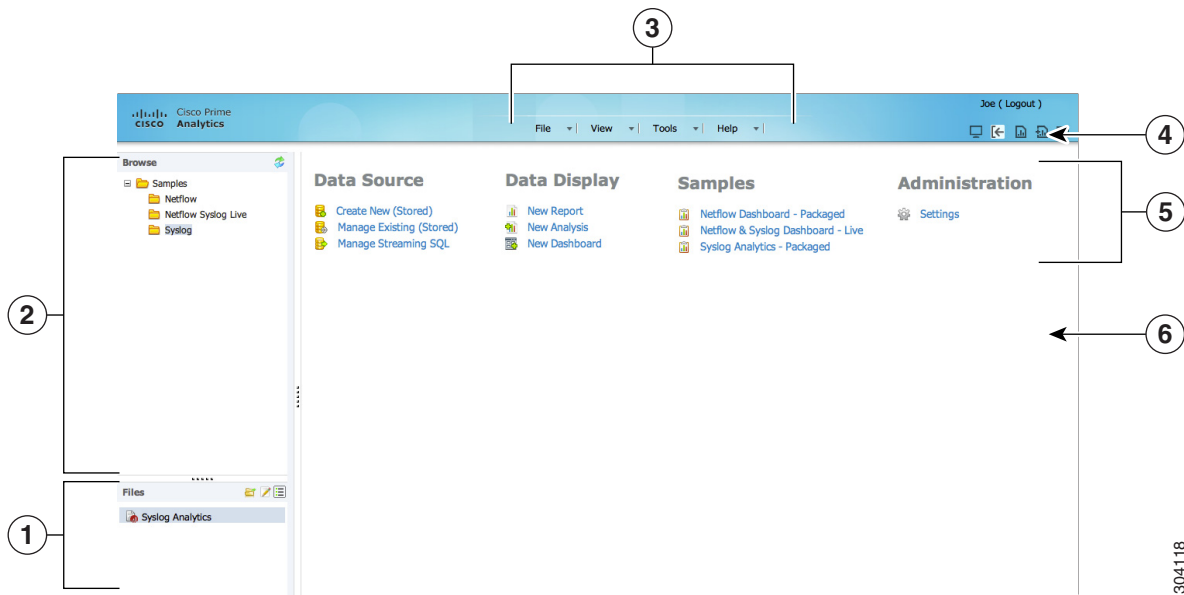 3
Joe ( Logout )
Cisco Prime
CISCO Analytics
File View Tools Help
4
Browse
Samples
Netflow
Netflow Syslog Live
Syslog
Data Source
Create New (Stored)
Manage Existing (Stored)
Manage Streaming SQL
Data Display
New Report
New Analysis
New Dashboard
Samples
Netflow Dashboard - Packaged
Netflow & Syslog Dashboard - Live
Syslog Analytics - Packaged
Administration
Settings
5
2
6
Files
Syslog Analytics
1
304118